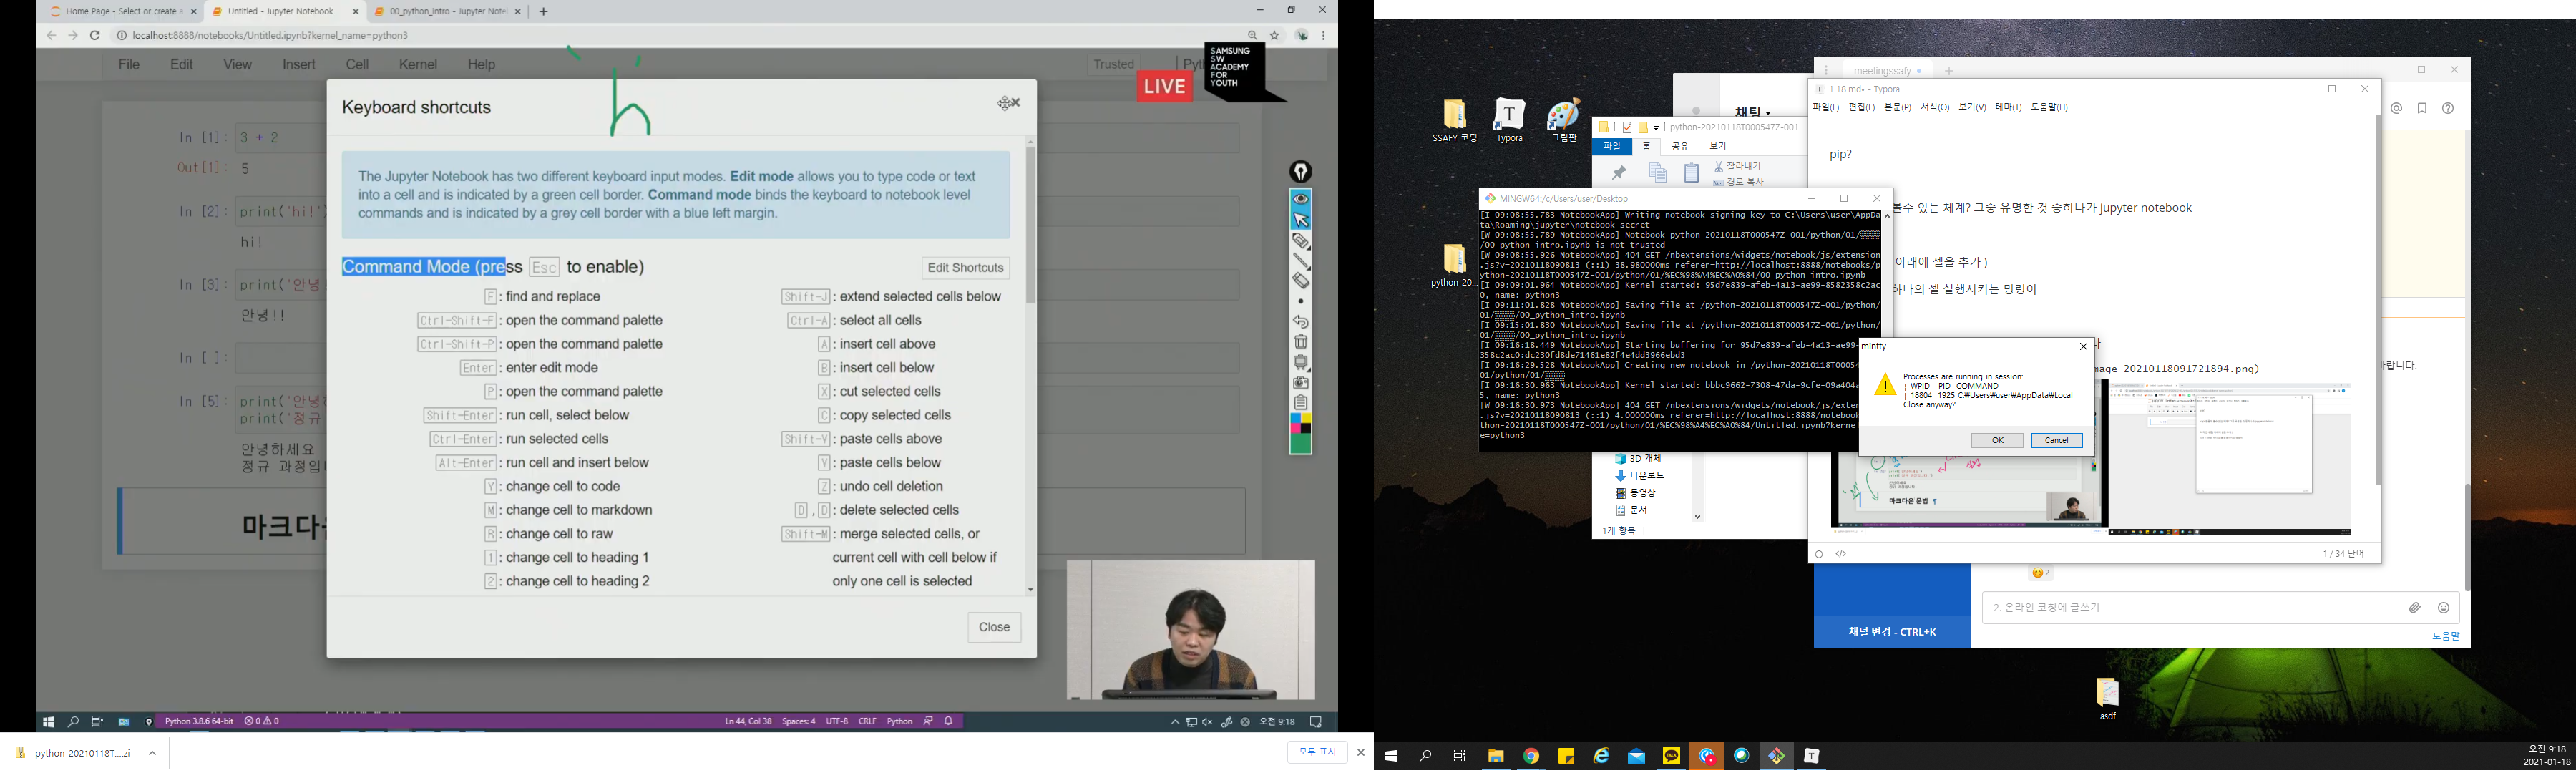 Home Page - Select or create a
Untitled - Jupyter Notebook
00_python_intro - Jupyter Note
localhost:8888/notebooks/Untitled.ipynb?kernel_name=python3
File Edit View Insert Cell Kernel Help
Trusted
LIVE
SAMSUNG
SW
ACADEMY
FOR
YOUTH
h
Keyboard shortcuts
The Jupyter Notebook has two different keyboard input modes. Edit mode allows you to type code or text
into a cell and is indicated by a green cell border. Command mode binds the keyboard to notebook level
commands and is indicated by a grey cell border with a blue left margin.
Command Mode (press Esc to enable)
Edit Shortcuts
F : find and replace
Ctrl-Shift-F : open the command palette
Ctrl-Shift-P : open the command palette
Enter : enter edit mode
P : open the command palette
Shift-Enter : run cell, select below
Ctrl-Enter : run selected cells
Alt-Enter : run cell and insert below
Y : change cell to code
M : change cell to markdown
R : change cell to raw
1 : change cell to heading 1
2 : change cell to heading 2
Shift-J : extend selected cells below
Ctrl-A : select all cells
A : insert cell above
B : insert cell below
X : cut selected cells
C : copy selected cells
Shift-V : paste cells above
V : paste cells below
Z : undo cell deletion
D , D : delete selected cells
Shift-M : merge selected cells, or
current cell with cell below if
only one cell is selected
Close
In [1]: 3 + 2
Out[1]: 5
In [2]: print('hi!')
hi!
In [3]: print('안녕
안녕!!
In [ ]:
In [5]: print('안녕
print('정규
안녕하세요
정규 과정입
마크다운
Python 3.8.6 64-bit 0 0
Ln 44, Col 38 Spaces: 4 UTF-8 CRLF Python
오전 9:18
python-20210118T....zi
모두 표시
SSAFY 코딩
Typora
그림판
python-20...
asdf
meetingssafy
채팅
python-20210118T000547Z-001
파일 홈 공유 보기
잘라내기
경로 복사
3D 개체
다운로드
동영상
문서
1개 항목
1.18.md• - Typora
파일(F) 편집(E) 본문(P) 서식(O) 보기(V) 테마(T) 도움말(H)
pip?
볼수 있는 체계? 그중 유명한 것 중하나가 jupyter notebook
아래에 셀을 추가 )
하나의 셀 실행시키는 명령어
다
mage-20210118091721894.png)
마크다운 문법
1 / 34 단어
바랍니다.
2
2. 온라인 코칭에 글쓰기
도움말
채널 변경 - CTRL+K
MINGW64:/c/Users/user/Desktop
[I 09:08:55.783 NotebookApp] Writing notebook-signing key to C:\Users\user\AppDa
ta\Roaming\jupyter\notebook_secret
[W 09:08:55.789 NotebookApp] Notebook python-20210118T000547Z-001/python/01/▒▒▒▒
/00_python_intro.ipynb is not trusted
[W 09:08:55.926 NotebookApp] 404 GET /nbextensions/widgets/notebook/js/extension
.js?v=20210118090813 (::1) 38.980000ms referer=http://localhost:8888/notebooks/p
ython-20210118T000547Z-001/python/01/%EC%98%A4%EC%A0%84/00_python_intro.ipynb
[I 09:09:01.964 NotebookApp] Kernel started: 95d7e839-afeb-4a13-ae99-8582358c2ac
0, name: python3
[I 09:11:01.828 NotebookApp] Saving file at /python-20210118T000547Z-001/python/
01/▒▒▒▒/00_python_intro.ipynb
[I 09:15:01.830 NotebookApp] Saving file at /python-20210118T000547Z-001/python/
01/▒▒▒▒/00_python_intro.ipynb
[I 09:16:18.449 NotebookApp] Starting buffering for 95d7e839-afeb-4a13-ae99-
358c2ac0:dc230fd8de71461e82f4e4dd3966ebd3
[I 09:16:29.528 NotebookApp] Creating new notebook in /python-20210118T00054
01/python/01/▒▒▒▒
[I 09:16:30.963 NotebookApp] Kernel started: bbbc9662-7308-47da-9cfe-09a404a
5, name: python3
[W 09:16:30.973 NotebookApp] 404 GET /nbextensions/widgets/notebook/js/exten
.js?v=20210118090813 (::1) 4.000000ms referer=http://localhost:8888/notebook
thon-20210118T000547Z-001/python/01/%EC%98%A4%EC%A0%84/Untitled.ipynb?kernel
e=python3
mintty
Processes are running in session:
| WPID PID COMMAND
| 18804 1925 C:₩Users₩user₩AppData₩Local
Close anyway?
OK
Cancel
오전 9:18
2021-01-18